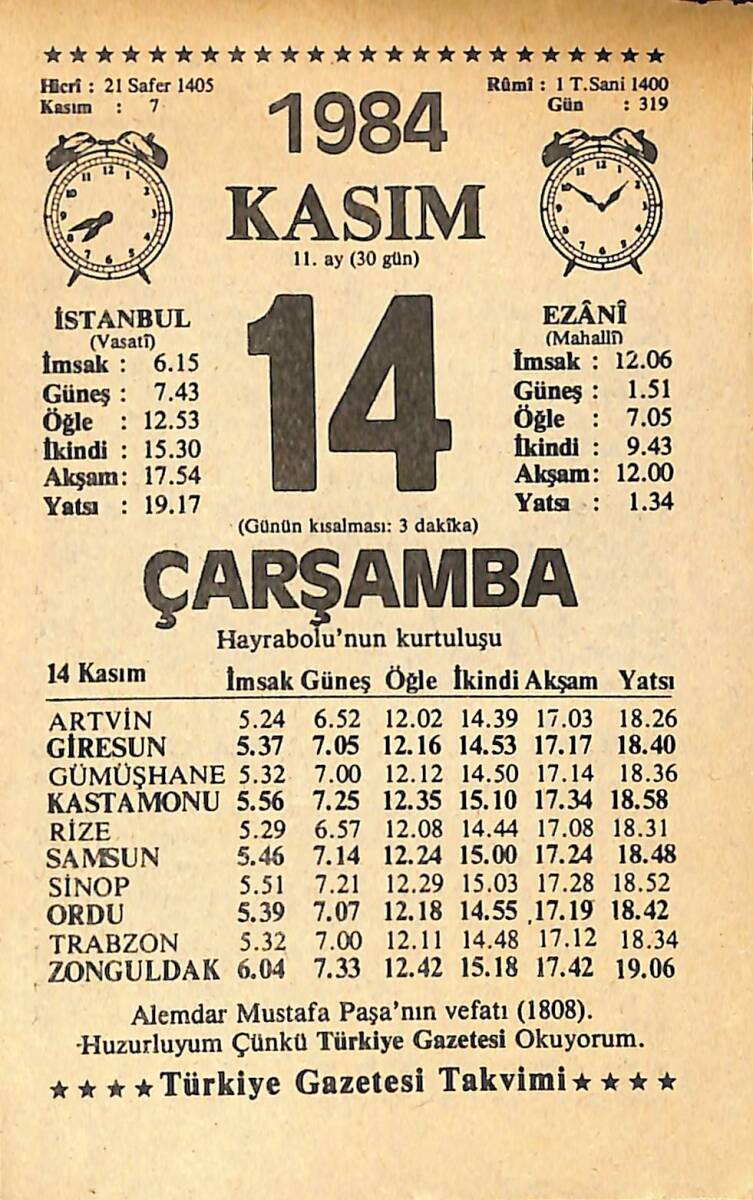 ★ ★ ★ ★ ★ ★ ★ ★ ★ ★ ★ ★ ★ ★ ★ ★ ★ ★ ★ ★ ★ ★ ★ ★
Hicrî : 21 Safer 1405
Kasım : 7
Rûmî : 1 T.Sani 1400
Gün : 319
1984
KASIM
11. ay (30 gün)
14
İSTANBUL
(Vasatî)
İmsak : 6.15
Güneş : 7.43
Öğle : 12.53
İkindi : 15.30
Akşam: 17.54
Yatsı : 19.17
EZÂNÎ
(Mahallî)
İmsak : 12.06
Güneş : 1.51
Öğle : 7.05
İkindi : 9.43
Akşam: 12.00
Yatsı : 1.34
(Günün kısalması: 3 dakîka)
ÇARŞAMBA
Hayrabolu'nun kurtuluşu
14 Kasım İmsak Güneş Öğle İkindi Akşam Yatsı
ARTVİN 5.24 6.52 12.02 14.39 17.03 18.26
GİRESUN 5.37 7.05 12.16 14.53 17.17 18.40
GÜMÜŞHANE 5.32 7.00 12.12 14.50 17.14 18.36
KASTAMONU 5.56 7.25 12.35 15.10 17.34 18.58
RİZE 5.29 6.57 12.08 14.44 17.08 18.31
SAMSUN 5.46 7.14 12.24 15.00 17.24 18.48
SİNOP 5.51 7.21 12.29 15.03 17.28 18.52
ORDU 5.39 7.07 12.18 14.55 17.19 18.42
TRABZON 5.32 7.00 12.11 14.48 17.12 18.34
ZONGULDAK 6.04 7.33 12.42 15.18 17.42 19.06
Alemdar Mustafa Paşa'nın vefatı (1808).
-Huzurluyum Çünkü Türkiye Gazetesi Okuyorum.
★ ★ ★ ★ Türkiye Gazetesi Takvimi ★ ★ ★ ★